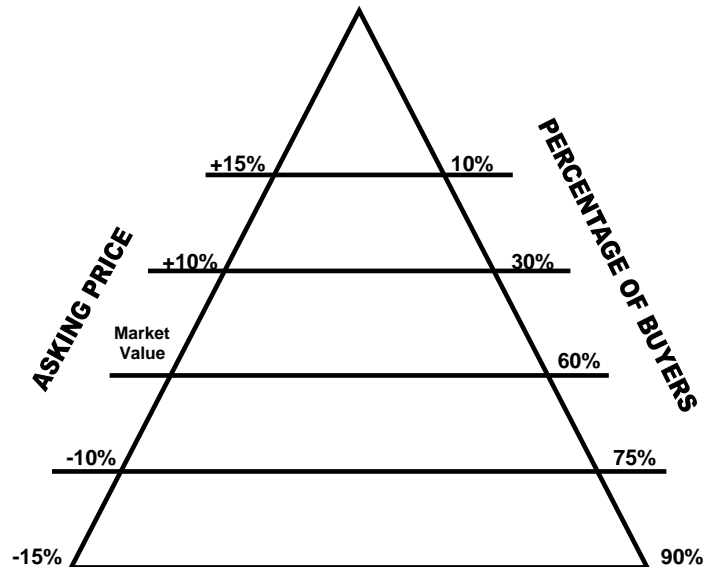 +15%
10%
+10%
30%
ASKING PRICE
PERCENTAGE OF BUYERS
Market
Value
60%
-10%
75%
-15%
90%